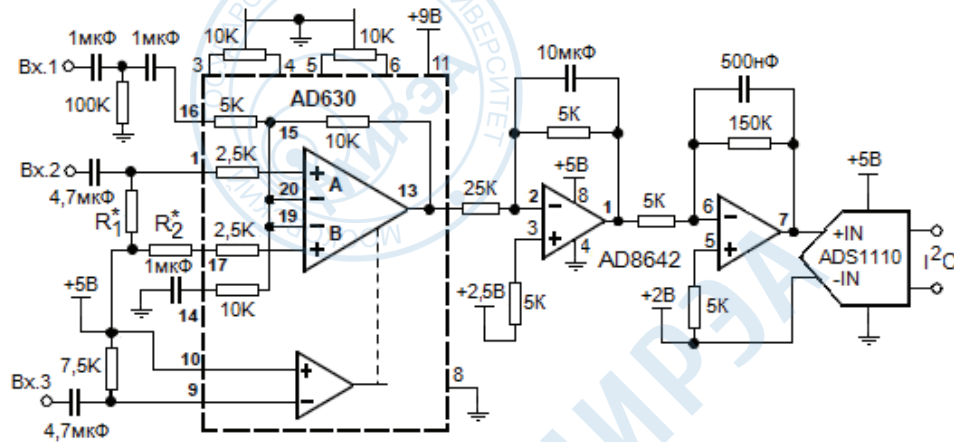 1мкФ
1мкФ
Вх.1
100K
10K
10K
3
4
5
6
+9В
11
AD630
16
5K
15
10K
Вх.2
4,7мкФ
1
2,5K
20
19
+
A
−
−
B
+
13
R1*
R2*
17
2,5K
1мкФ
14
10K
+5В
7,5K
10
9
+
−
Вх.3
4,7мкФ
8
25K
10мкФ
5K
+5В
2
3
−
+
8
4
1
+2,5В
5K
5K
AD8642
500нФ
150K
6
5
−
+
7
+2В
5K
+5В
+IN
ADS1110
-IN
I²C
МИРЭА
УНИВЕРСИТЕТ
МИРЭА